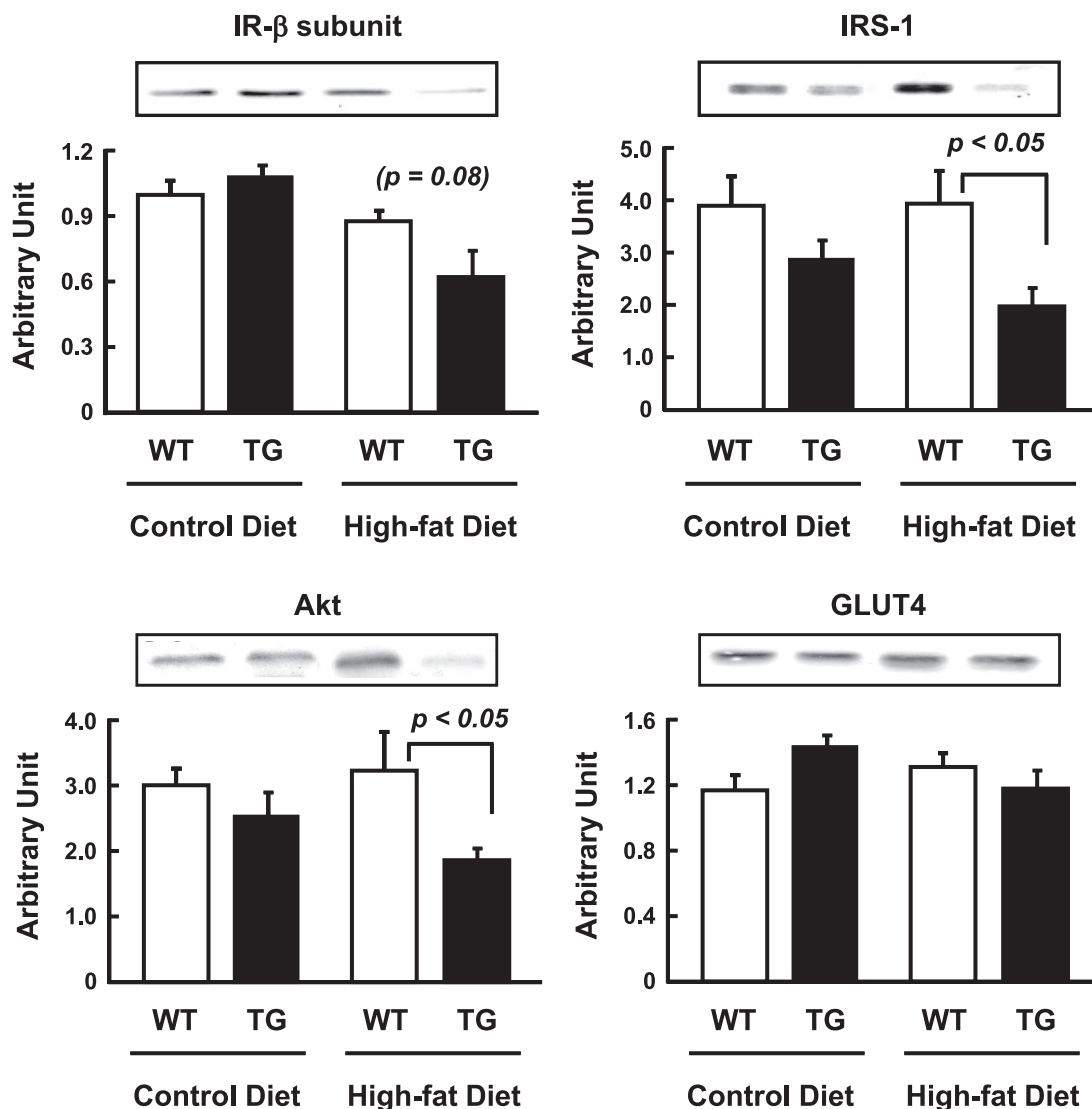 IR-β subunit
Arbitrary Unit
1.2
0.9
0.6
0.3
0
(p = 0.08)
WT TG WT TG
Control Diet High-fat Diet
IRS-1
Arbitrary Unit
5.0
4.0
3.0
2.0
1.0
0
p < 0.05
WT TG WT TG
Control Diet High-fat Diet
Akt
Arbitrary Unit
4.0
3.0
2.0
1.0
0
p < 0.05
WT TG WT TG
Control Diet High-fat Diet
GLUT4
Arbitrary Unit
1.6
1.2
0.8
0.4
0
WT TG WT TG
Control Diet High-fat Diet